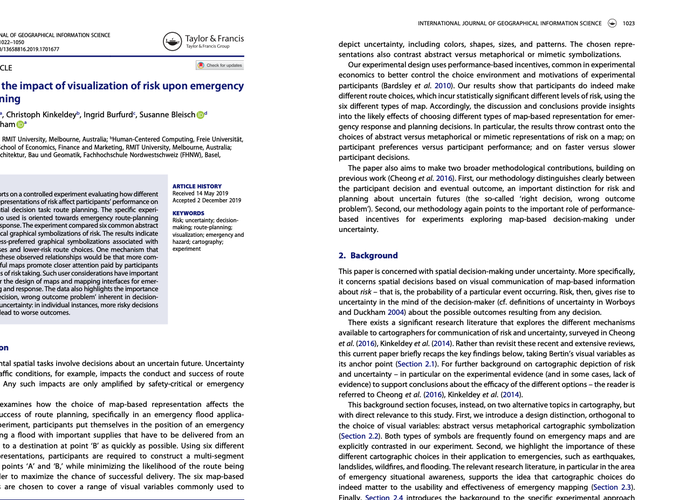 NAL OF GEOGRAPHICAL INFORMATION SCIENCE
1022–1050
/13658816.2019.1701677
Taylor & Francis
Taylor & Francis Group
CLE
Check for updates
the impact of visualization of risk upon emergency
ning
Christoph Kinkeldey, Ingrid Burfurd, Susanne Bleisch
ham
RMIT University, Melbourne, Australia; Human-Centered Computing, Freie Universität,
chool of Economics, Finance and Marketing, RMIT University, Melbourne, Australia;
chitektur, Bau und Geomatik, Fachhochschule Nordwestschweiz (FHNW), Basel,
orts on a controlled experiment evaluating how different
presentations of risk affect participants' performance on
tial decision task: route planning. The specific experi-
o used is oriented towards emergency route-planning
sponse. The experiment compared six common abstract
cal graphical symbolizations of risk. The results indicate
ess-preferred graphical symbolizations associated with
ses and lower-risk route choices. One mechanism that
these observed relationships would be that more com-
ful maps promote closer attention paid by participants
s of risk taking. Such user considerations have important
r the design of maps and mapping interfaces for emer-
g and response. The data also highlights the importance
ecision, wrong outcome problem' inherent in decision-
uncertainty: in individual instances, more risky decisions
lead to worse outcomes.
ARTICLE HISTORY
Received 14 May 2019
Accepted 2 December 2019
KEYWORDS
Risk; uncertainty; decision-
making; route-planning;
visualization; emergency and
hazard; cartography;
experiment
on
ntal spatial tasks involve decisions about an uncertain future. Uncertainty
affic conditions, for example, impacts the conduct and success of route
Any such impacts are only amplified by safety-critical or emergency
examines how the choice of map-based representation affects the
uccess of route planning, specifically in an emergency flood applica-
periment, participants put themselves in the position of an emergency
ng a flood with important supplies that have to be delivered from an
to a destination at point 'B' as quickly as possible. Using six different
presentations, participants are required to construct a multi-segment
points 'A' and 'B,' while minimizing the likelihood of the route being
der to maximize the chance of successful delivery. The six map-based
s are chosen to cover a range of visual variables commonly used to
INTERNATIONAL JOURNAL OF GEOGRAPHICAL INFORMATION SCIENCE 1023
depict uncertainty, including colors, shapes, sizes, and patterns. The chosen repre-
sentations also contrast abstract versus metaphorical or mimetic symbolizations.
Our experimental design uses performance-based incentives, common in experimental
economics to better control the choice environment and motivations of experimental
participants (Bardsley et al. 2010). Our results show that participants do indeed make
different route choices, which incur statistically significant different levels of risk, using the
six different types of map. Accordingly, the discussion and conclusions provide insights
into the likely effects of choosing different types of map-based representation for emer-
gency response and planning decisions. In particular, the results throw contrast onto the
choices of abstract versus metaphorical or mimetic representations of risk on a map; on
participant preferences versus participant performance; and on faster versus slower
participant decisions.
The paper also aims to make two broader methodological contributions, building on
previous work (Cheong et al. 2016). First, our methodology distinguishes clearly between
the participant decision and eventual outcome, an important distinction for risk and
planning about uncertain futures (the so-called 'right decision, wrong outcome
problem'). Second, our methodology again points to the important role of performance-
based incentives for experiments exploring map-based decision-making under
uncertainty.
2. Background
This paper is concerned with spatial decision-making under uncertainty. More specifically,
it concerns spatial decisions based on visual communication of map-based information
about risk – that is, the probability of a particular event occurring. Risk, then, gives rise to
uncertainty in the mind of the decision-maker (cf. definitions of uncertainty in Worboys
and Duckham 2004) about the possible outcomes resulting from any decision.
There exists a significant research literature that explores the different mechanisms
available to cartographers for communication of risk and uncertainty, surveyed in Cheong
et al. (2016), Kinkeldey et al. (2014). Rather than revisit these recent and extensive reviews,
this current paper briefly recaps the key findings below, taking Bertin's visual variables as
its anchor point (Section 2.1). For further background on cartographic depiction of risk
and uncertainty – in particular on the experimental evidence (and in some cases, lack of
evidence) to support conclusions about the efficacy of the different options – the reader is
referred to Cheong et al. (2016), Kinkeldey et al. (2014).
This background section focuses, instead, on two alternative topics in cartography, but
with direct relevance to this study. First, we introduce a design distinction, orthogonal to
the choice of visual variables: abstract versus metaphorical cartographic symbolization
(Section 2.2). Both types of symbols are frequently found on emergency maps and are
explicitly contrasted in our experiment. Second, we highlight the importance of these
different cartographic choices in their application to emergencies, such as earthquakes,
landslides, wildfires, and flooding. The relevant research literature, in particular in the area
of emergency situational awareness, supports the idea that cartographic choices do
indeed matter to the usability and effectiveness of emergency mapping (Section 2.3).
Finally, Section 2.4 introduces the background to the specific experimental approach